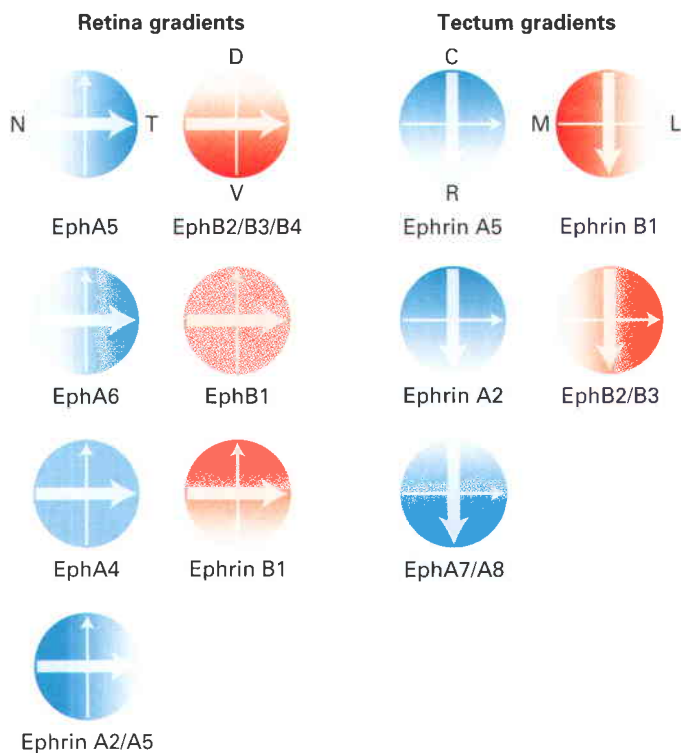 Retina gradients
Tectum gradients
D
C
N
T
M
L
V
R
EphA5
EphB2/B3/B4
Ephrin A5
Ephrin B1
EphA6
EphB1
Ephrin A2
EphB2/B3
EphA4
Ephrin B1
EphA7/A8
Ephrin A2/A5